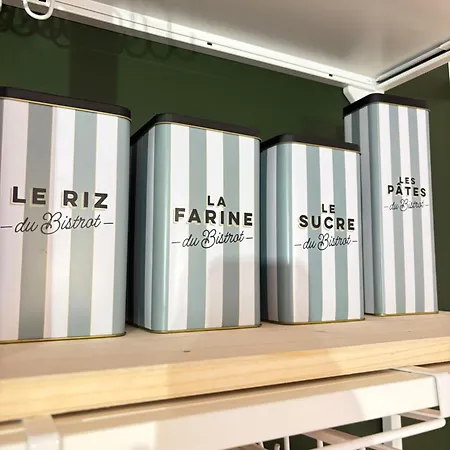 LE RIZ
du Bistrot
LA
FARINE
du Bistrot
LE
SUCRE
du Bistrot
LES
PÂTES
du Bistrot